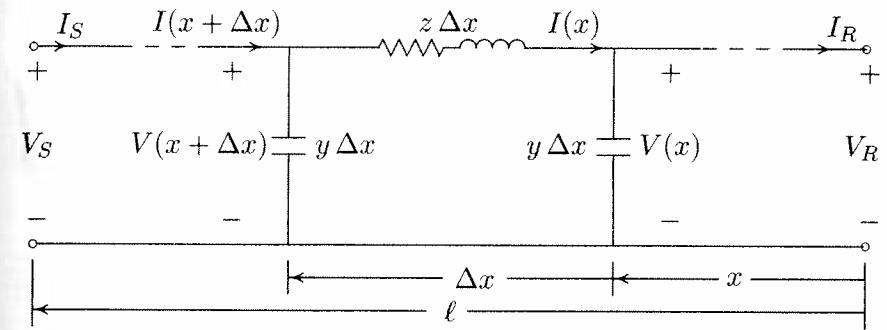 I_S I(x + Δx) z Δx I(x) I_R
+ + + +
V_S V(x + Δx) y Δx y Δx V(x) V_R
− − − −
Δx x
ℓ